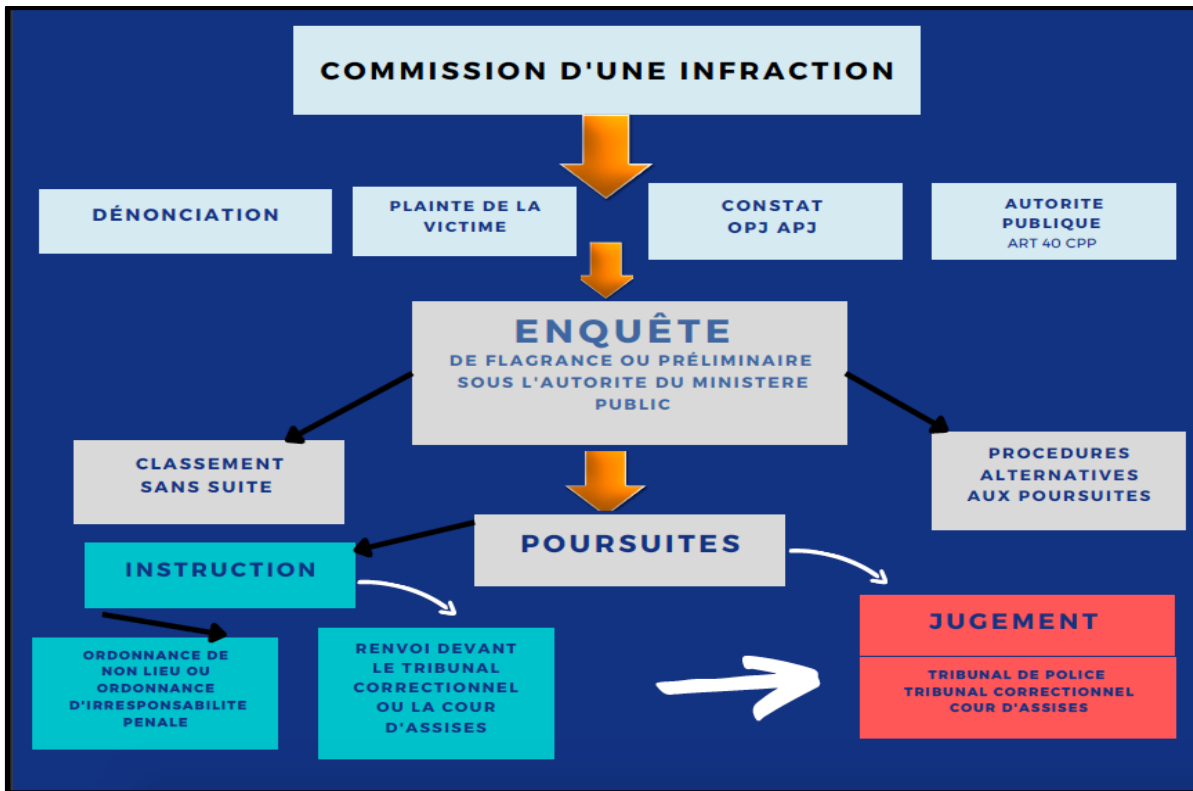 COMMISSION D'UNE INFRACTION
DÉNONCIATION
PLAINTE DE LA
VICTIME
CONSTAT
OPJ APJ
AUTORITE
PUBLIQUE
ART 40 CPP
ENQUÊTE
DE FLAGRANCE OU PRÉLIMINAIRE
SOUS L'AUTORITE DU MINISTERE
PUBLIC
CLASSEMENT
SANS SUITE
PROCEDURES
ALTERNATIVES
AUX POURSUITES
POURSUITES
INSTRUCTION
JUGEMENT
TRIBUNAL DE POLICE
TRIBUNAL CORRECTIONNEL
COUR D'ASSISES
ORDONNANCE DE
NON LIEU OU
ORDONNANCE
D'IRRESPONSABILITE
PENALE
RENVOI DEVANT
LE TRIBUNAL
CORRECTIONNEL
OU LA COUR
D'ASSISES